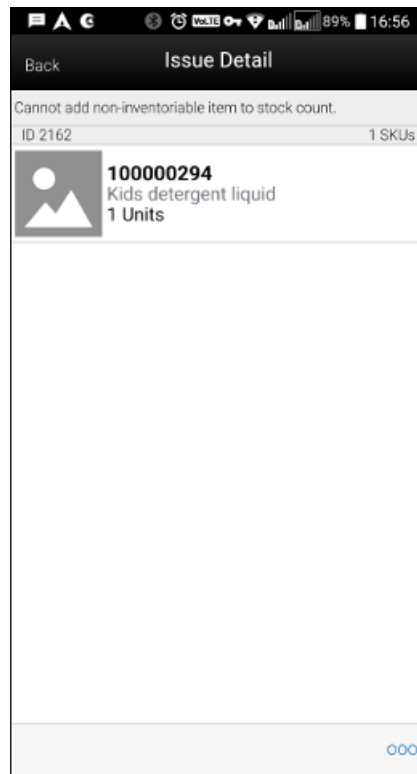 VoLTE 89% 16:56
Back Issue Detail
Cannot add non-inventoriable item to stock count.
ID 2162 1 SKUs
100000294
Kids detergent liquid
1 Units